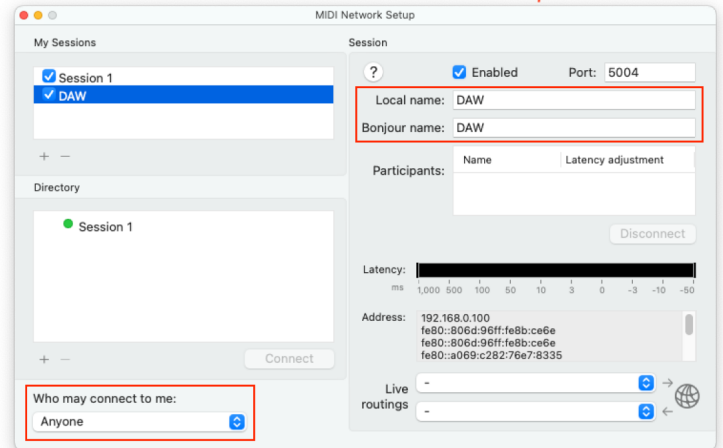 MIDI Network Setup
My Sessions
Session 1
DAW
+ −
Directory
Session 1
+ −
Connect
Who may connect to me:
Anyone
Session
?
Enabled
Port: 5004
Local name: DAW
Bonjour name: DAW
Participants:
Name Latency adjustment
Disconnect
Latency:
ms 1,000 500 100 50 10 3 0 -3 -10 -50
Address: 192.168.0.100
fe80::806d:96ff:fe8b:ce6e
fe80::806d:96ff:fe8b:ce6e
fe80::a069:c282:76e7:8335
Live
routings
-
-